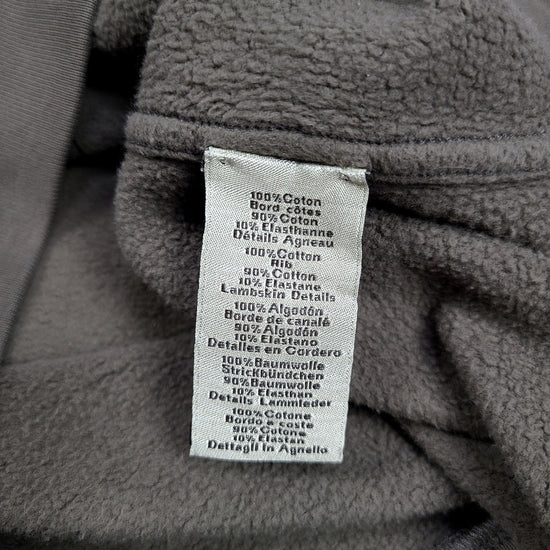 100% Coton
Bord côtes
90% Coton
10% Elasthanne
Détails Agneau
100% Cotton
Rib
90% Cotton
10% Elastane
Lambskin Details
100% Algodón
Borde de canalé
90% Algodón
10% Elastano
Detalles en Cordero
100% Baumwolle
Strickbündchen
90% Baumwolle
10% Elasthan
Details Lammleder
100% Cotone
Bordo a coste
90% Cotone
10% Elastan
Dettagli in Agnello